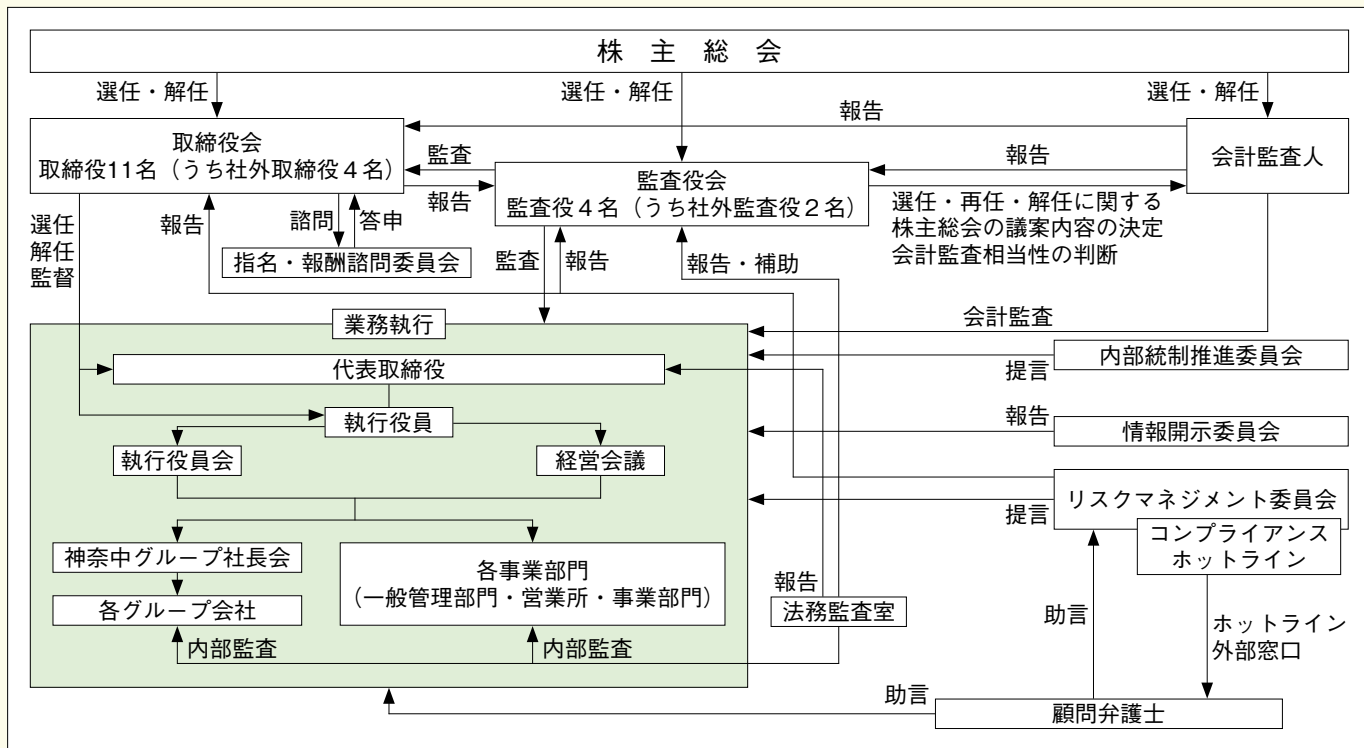 株主総会
選任・解任
選任・解任
選任・解任
報告
取締役会
取締役11名（うち社外取締役４名）
監査
報告
会計監査人
監査役会
監査役４名（うち社外監査役２名）
報告
選任・再任・解任に関する
株主総会の議案内容の決定
会計監査相当性の判断
選任
解任
監督
報告
諮問
答申
指名・報酬諮問委員会
監査
報告
報告・補助
業務執行
会計監査
代表取締役
内部統制推進委員会
提言
執行役員
報告
情報開示委員会
執行役員会
経営会議
リスクマネジメント委員会
提言
コンプライアンス
ホットライン
神奈中グループ社長会
各事業部門
（一般管理部門・営業所・事業部門）
各グループ会社
報告
法務監査室
助言
ホットライン
外部窓口
内部監査
内部監査
助言
顧問弁護士